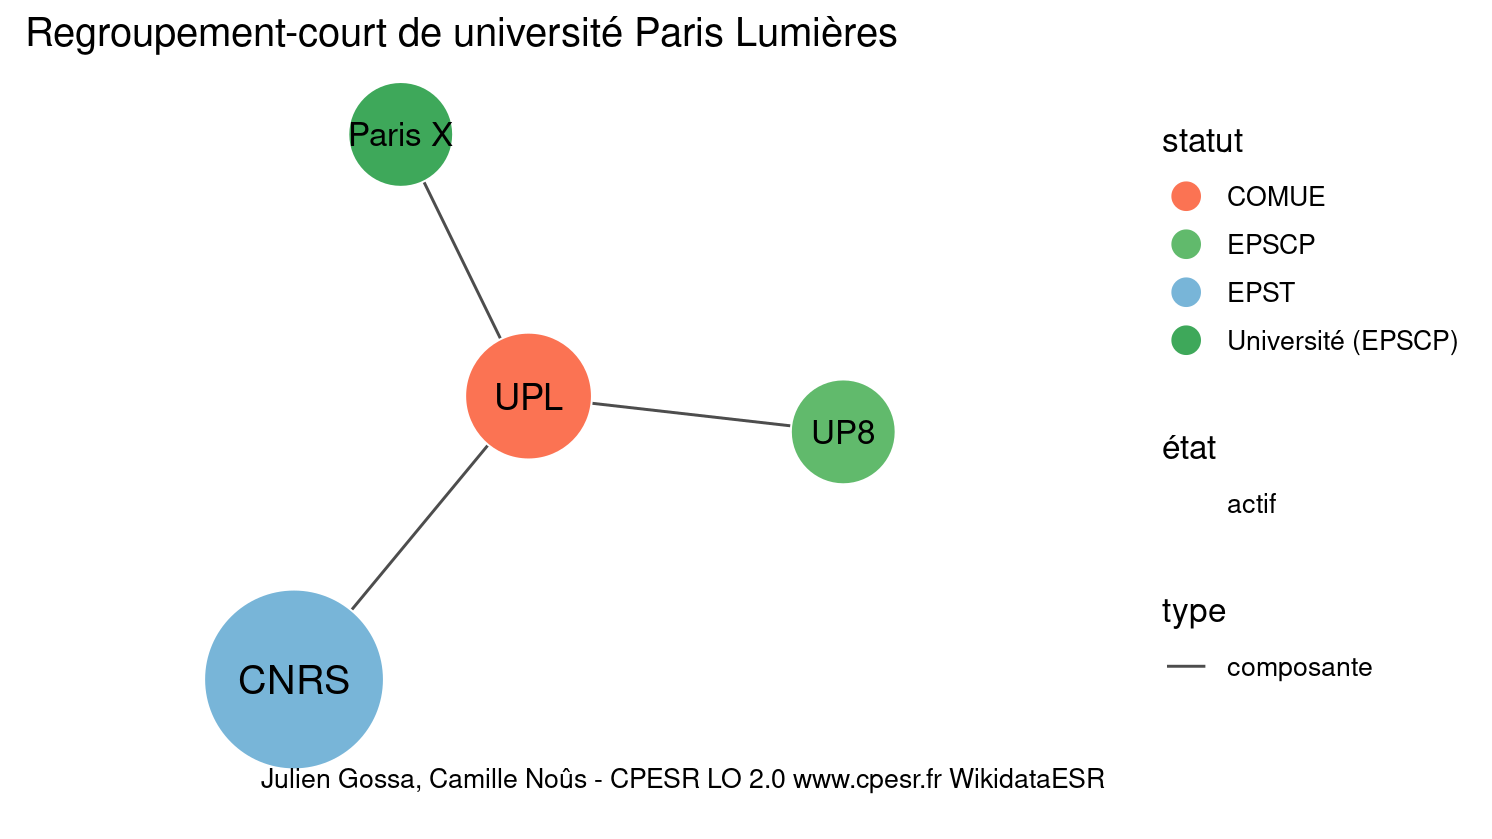 Regroupement-court de université Paris Lumières
Paris X
UPL
UP8
CNRS
statut
COMUE
EPSCP
EPST
Université (EPSCP)
état
actif
type
composante
Julien Gossa, Camille Noûs - CPESR LO 2.0 www.cpesr.fr WikidataESR